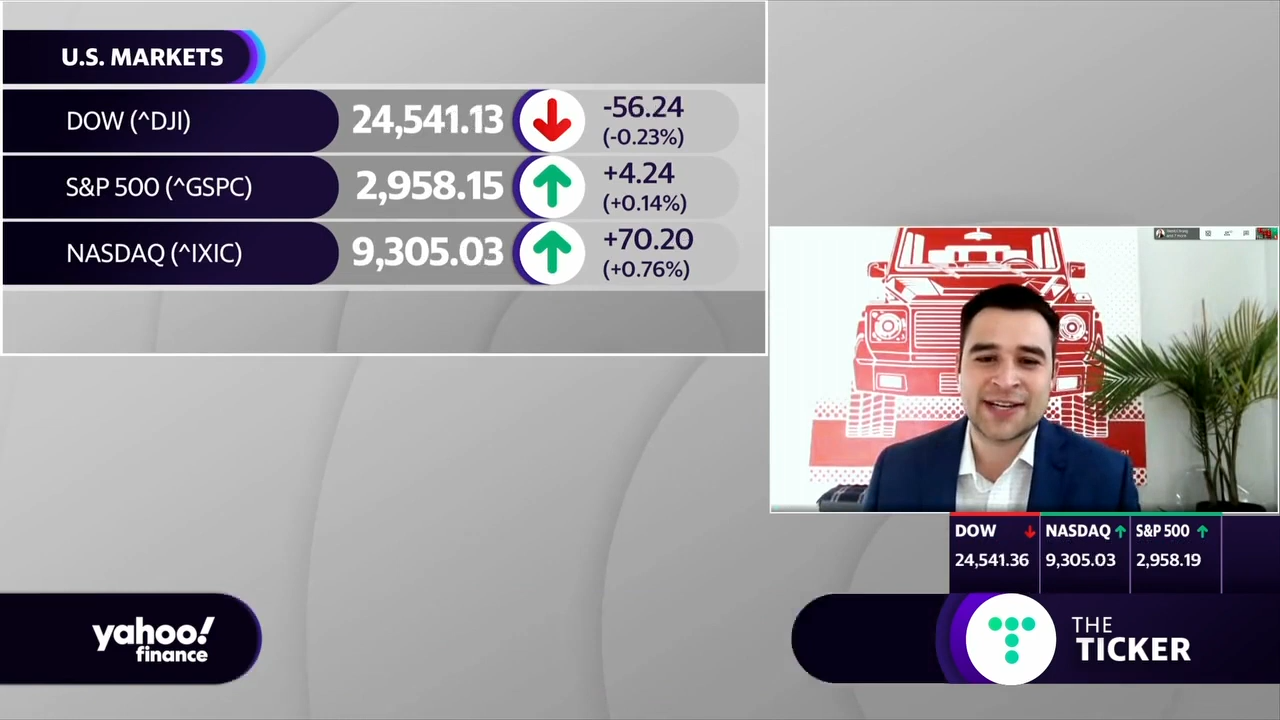 U.S. MARKETS
DOW (^DJI) 24,541.13 -56.24
(-0.23%)
S&P 500 (^GSPC) 2,958.15 +4.24
(+0.14%)
NASDAQ (^IXIC) 9,305.03 +70.20
(+0.76%)
DOW NASDAQ S&P 500
24,541.36 9,305.03 2,958.19
yahoo!
finance
THE
TICKER